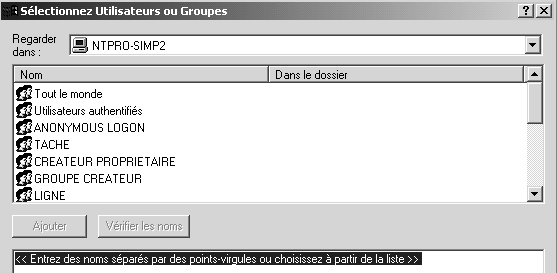 Sélectionnez Utilisateurs ou Groupes
Regarder dans :
NTPRO-SIMP2
Nom Dans le dossier
Tout le monde
Utilisateurs authentifiés
ANONYMOUS LOGON
TACHE
CREATEUR PROPRIETAIRE
GROUPE CREATEUR
LIGNE
Ajouter Vérifier les noms
<< Entrez des noms séparés par des points-virgules ou choisissez à partir de la liste >>